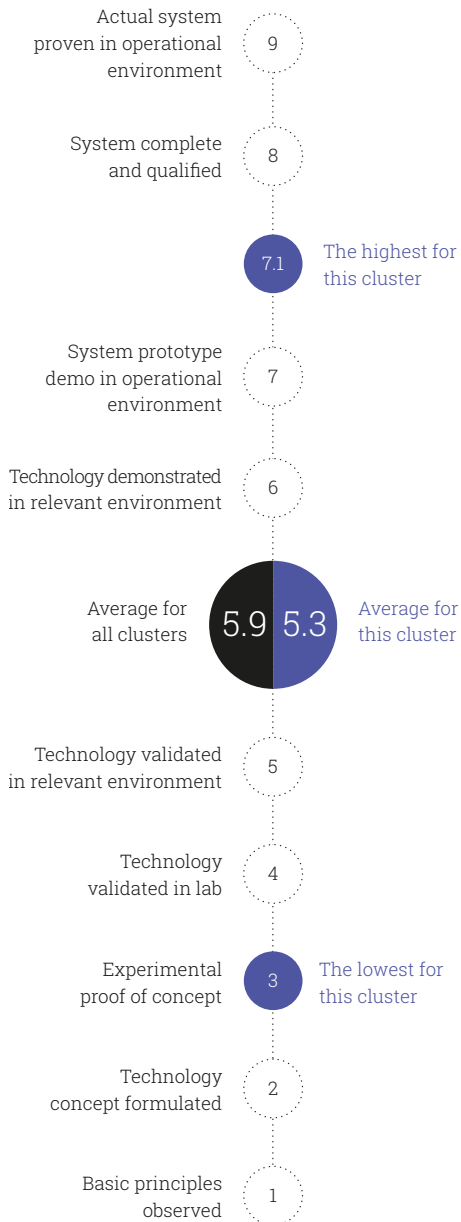 Actual system
proven in operational
environment
9
System complete
and qualified
8
7.1
The highest for
this cluster
System prototype
demo in operational
environment
7
Technology demonstrated
in relevant environment
6
Average for
all clusters
5.9
5.3
Average for
this cluster
Technology validated
in relevant environment
5
Technology
validated in lab
4
Experimental
proof of concept
3
The lowest for
this cluster
Technology
concept formulated
2
Basic principles
observed
1